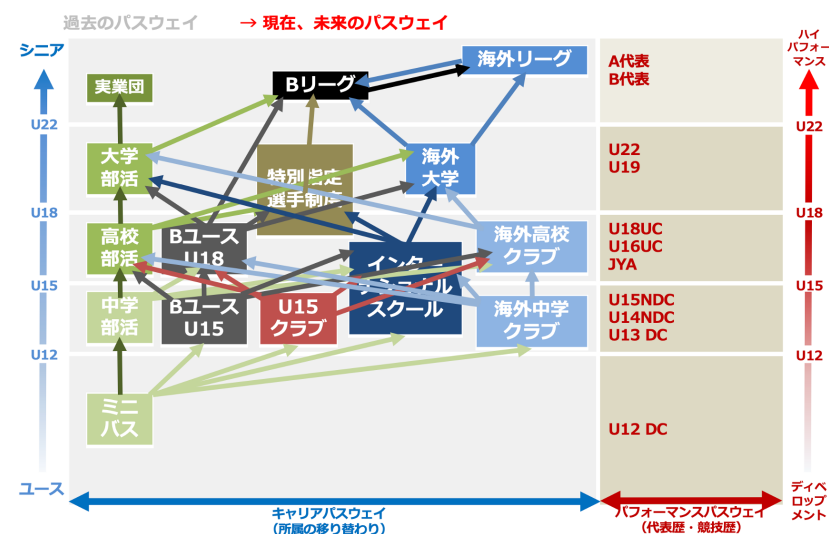 過去のパスウェイ → 現在、未来のパスウェイ
シニア
ハイ
パフォー
マンス
海外リーグ
Bリーグ
実業団
A代表
B代表
U22
U22
大学
部活
特別指定
選手制度
海外
大学
U22
U19
U18
U18
高校
部活
Bユース
U18
インター
ナショナル
スクール
海外高校
クラブ
U18UC
U16UC
JYA
U15
U15
中学
部活
Bユース
U15
U15
クラブ
海外中学
クラブ
U15NDC
U14NDC
U13 DC
U12
U12
ミニ
バス
U12 DC
ユース
ディベ
ロップ
メント
キャリアパスウェイ
（所属の移り替わり）
パフォーマンスパスウェイ
（代表歴・競技歴）